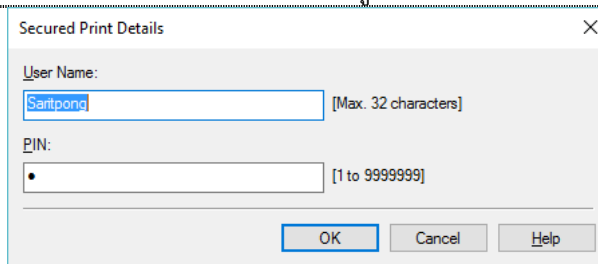 Secured Print Details
User Name:
Saritpong [Max. 32 characters]
PIN:
● [1 to 9999999]
OK Cancel Help